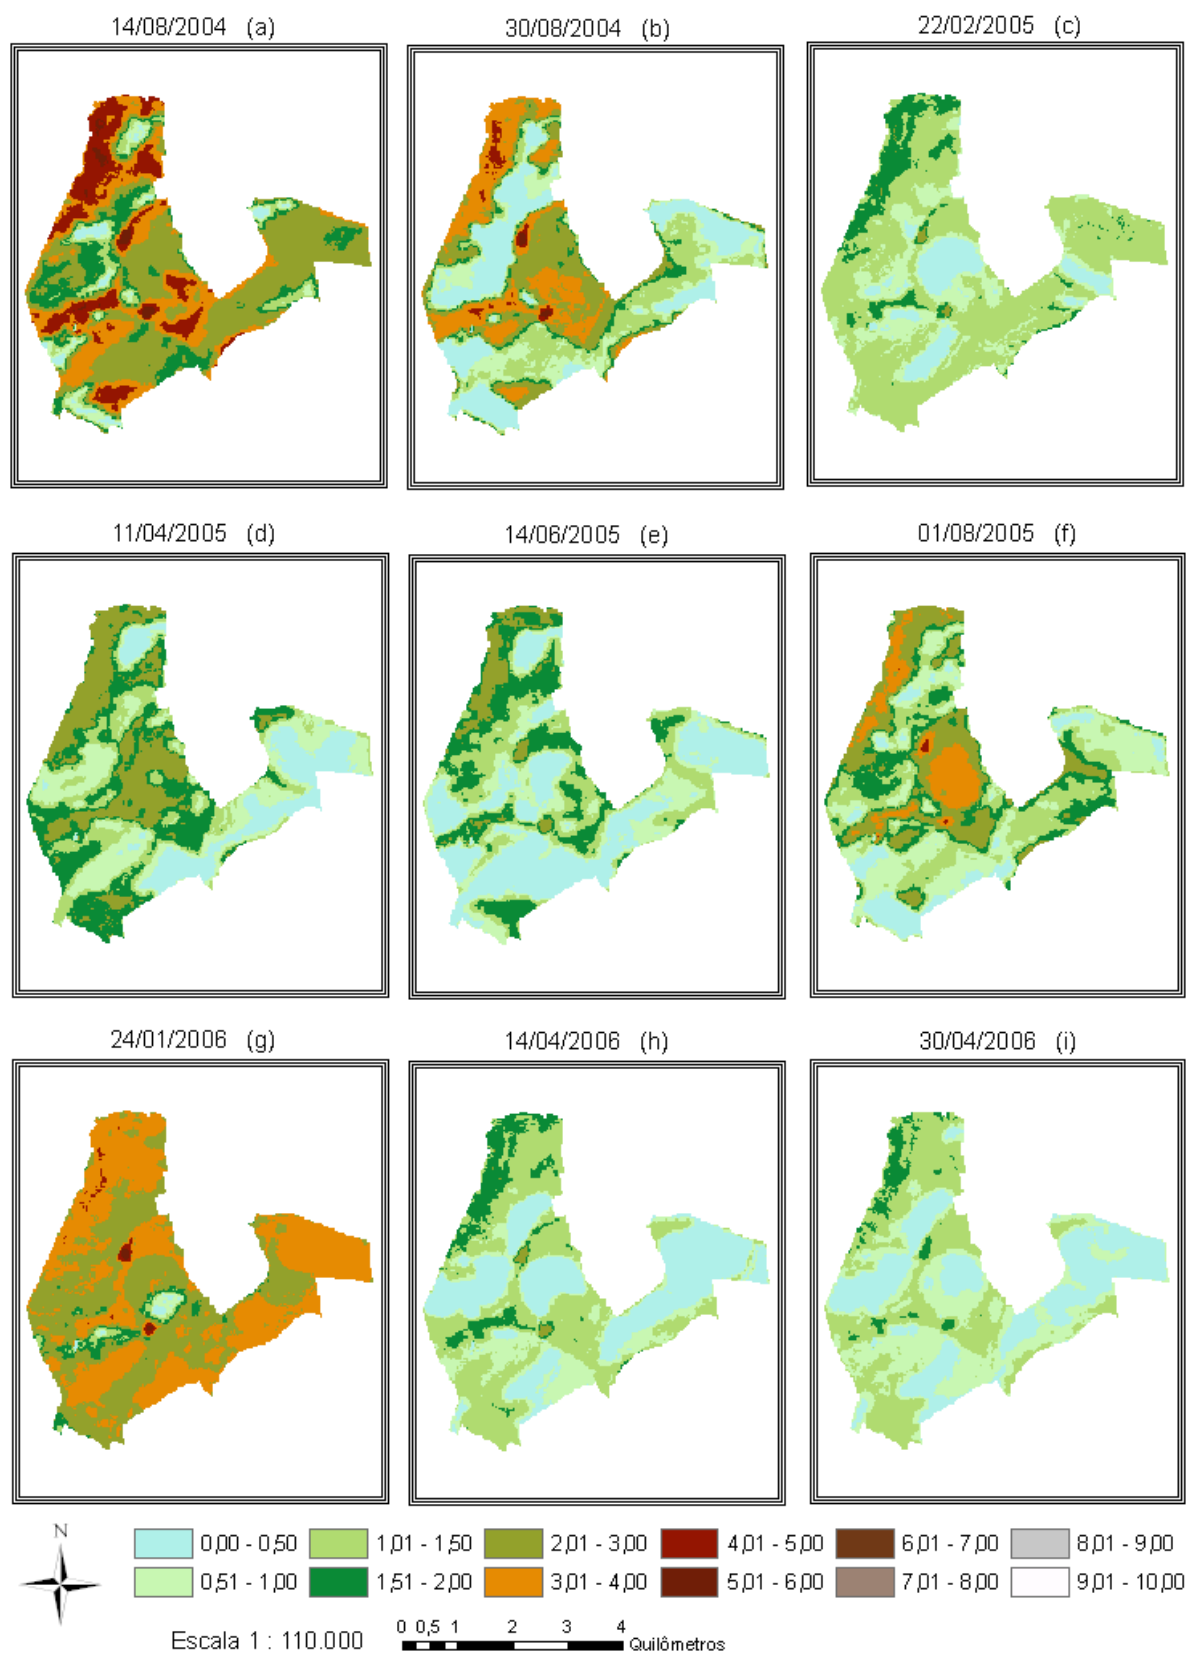 14/08/2004 (a) 30/08/2004 (b) 22/02/2005 (c)
11/04/2005 (d) 14/06/2005 (e) 01/08/2005 (f)
24/01/2006 (g) 14/04/2006 (h) 30/04/2006 (i)
N
0,00 - 0,50 1,01 - 1,50 2,01 - 3,00 4,01 - 5,00 6,01 - 7,00 8,01 - 9,00
0,51 - 1,00 1,51 - 2,00 3,01 - 4,00 5,01 - 6,00 7,01 - 8,00 9,01 - 10,00
Escala 1 : 110.000 0 0,5 1 2 3 4
Quilômetros